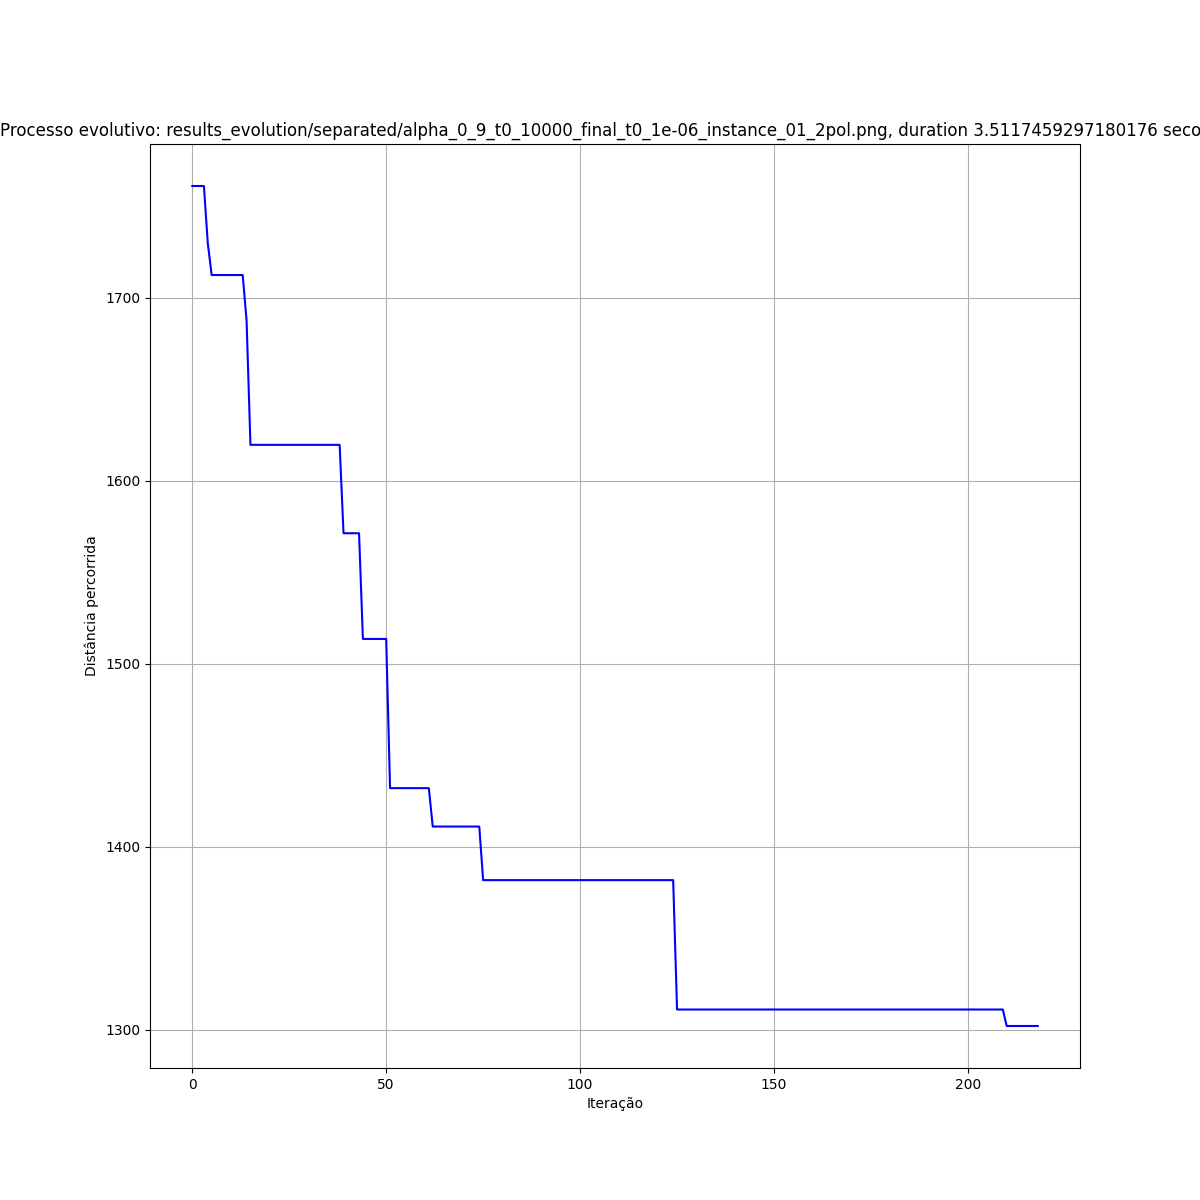 Processo evolutivo: results_evolution/separated/alpha_0_9_t0_10000_final_t0_1e-06_instance_01_2pol.png, duration 3.5117459297180176 seco
Distância percorrida
1700
1600
1500
1400
1300
0 50 100 150 200
Iteração